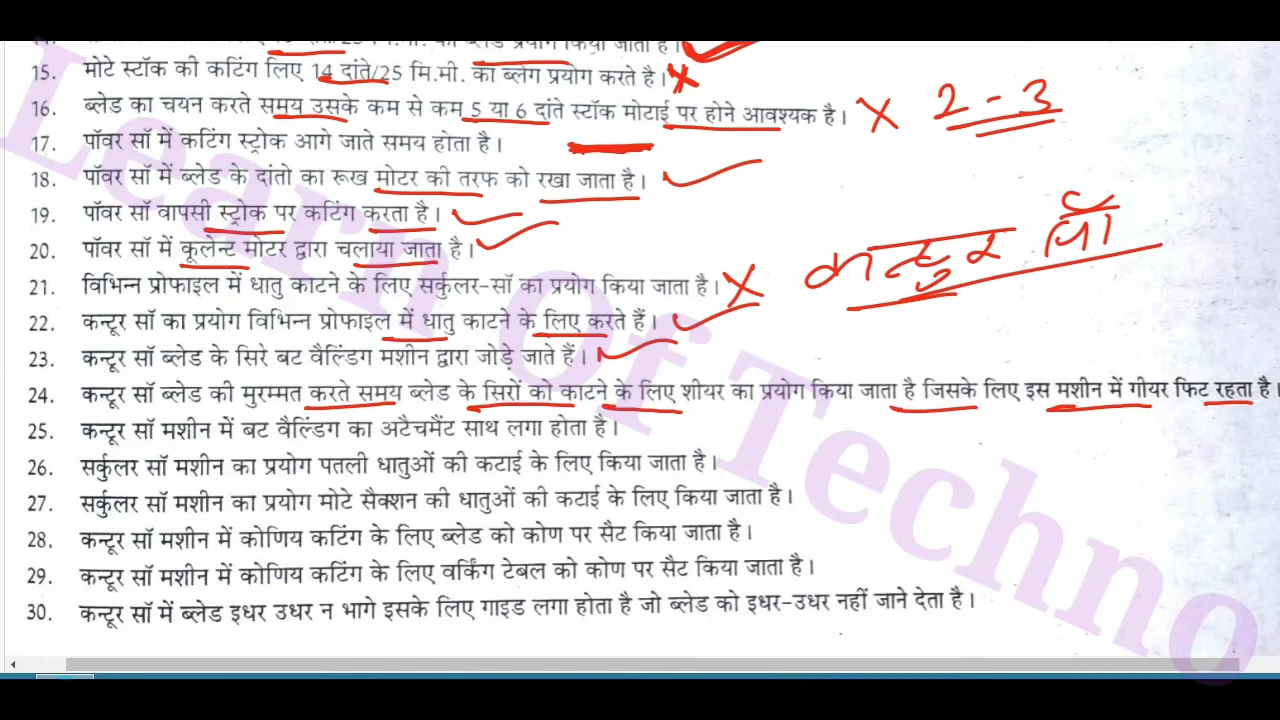 15. मोटे स्टॉक की कटिंग लिए 14 दांते/25 मि.मी. का ब्लेग प्रयोग करते है। ×
16. ब्लेड का चयन करते समय उसके कम से कम 5 या 6 दांते स्टॉक मोटाई पर होने आवश्यक है। × 2-3
17. पॉवर सॉ में कटिंग स्ट्रोक आगे जाते समय होता है।
18. पॉवर सॉ में ब्लेड के दांतो का रूख मोटर की तरफ को रखा जाता है।
19. पॉवर सॉ वापसी स्ट्रोक पर कटिंग करता है।
20. पॉवर सॉ में कूलेन्ट मोटर द्वारा चलाया जाता है।
21. विभिन्न प्रोफाइल में धातु काटने के लिए सर्कुलर-सॉ का प्रयोग किया जाता है। × कन्टुर सॉ
22. कन्टूर सॉ का प्रयोग विभिन्न प्रोफाइल में धातु काटने के लिए करते हैं।
23. कन्टूर सॉ ब्लेड के सिरे बट वैल्डिंग मशीन द्वारा जोड़े जाते हैं।
24. कन्टूर सॉ ब्लेड की मुरम्मत करते समय ब्लेड के सिरों को काटने के लिए शीयर का प्रयोग किया जाता है जिसके लिए इस मशीन में गीयर फिट रहता है।
25. कन्टूर सॉ मशीन में बट वैल्डिंग का अटैचमैंट साथ लगा होता है।
26. सर्कुलर सॉ मशीन का प्रयोग पतली धातुओं की कटाई के लिए किया जाता है।
27. सर्कुलर सॉ मशीन का प्रयोग मोटे सैक्शन की धातुओं की कटाई के लिए किया जाता है।
28. कन्टूर सॉ मशीन में कोणिय कटिंग के लिए ब्लेड को कोण पर सैट किया जाता है।
29. कन्टूर सॉ मशीन में कोणिय कटिंग के लिए वर्किंग टेबल को कोण पर सैट किया जाता है।
30. कन्टूर सॉ में ब्लेड इधर उधर न भागे इसके लिए गाइड लगा होता है जो ब्लेड को इधर-उधर नहीं जाने देता है।
Learn Of Techno